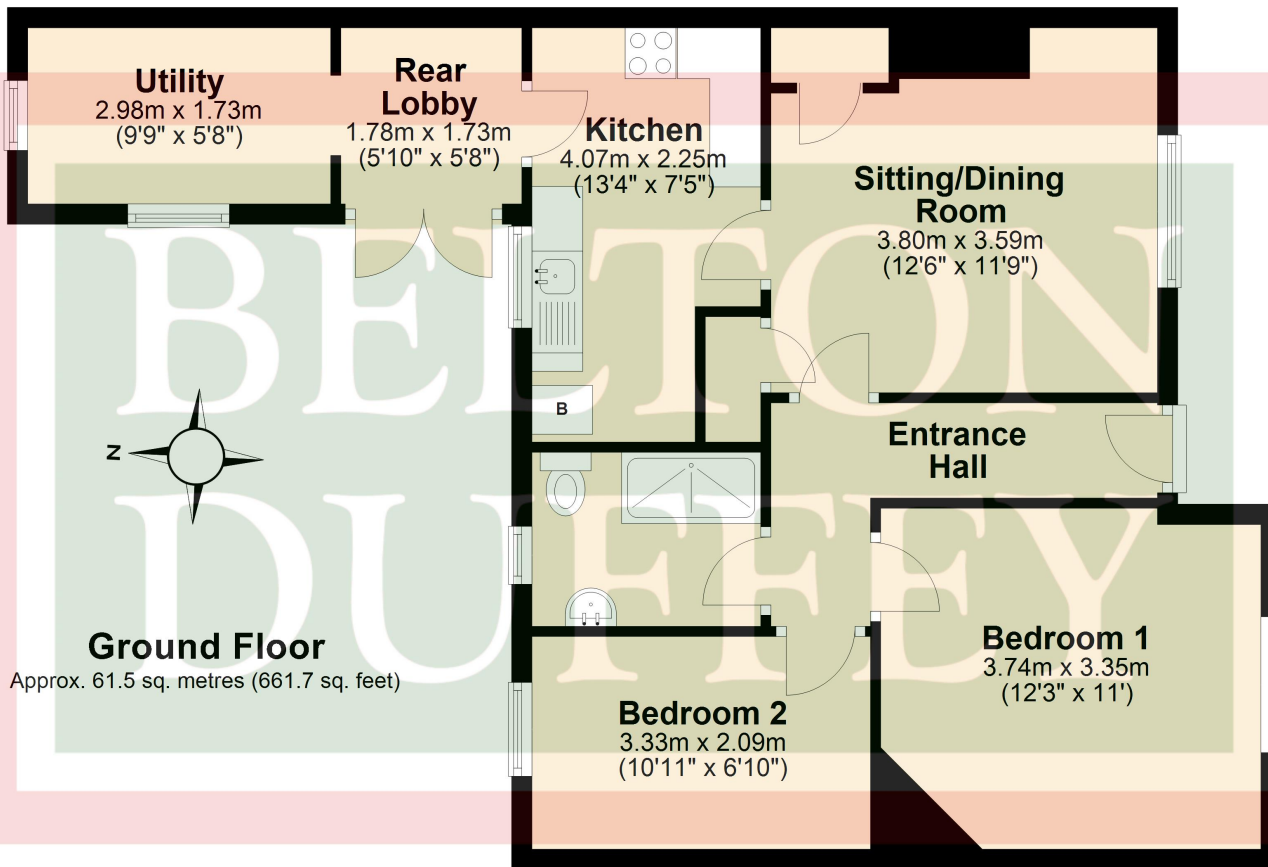 Utility
2.98m x 1.73m
(9'9" x 5'8")
Rear
Lobby
1.78m x 1.73m
(5'10" x 5'8")
Kitchen
4.07m x 2.25m
(13'4" x 7'5")
Sitting/Dining
Room
3.80m x 3.59m
(12'6" x 11'9")
BELTON
B
Entrance
Hall
N
DUFFEY
Ground Floor
Approx. 61.5 sq. metres (661.7 sq. feet)
Bedroom 1
3.74m x 3.35m
(12'3" x 11')
Bedroom 2
3.33m x 2.09m
(10'11" x 6'10")